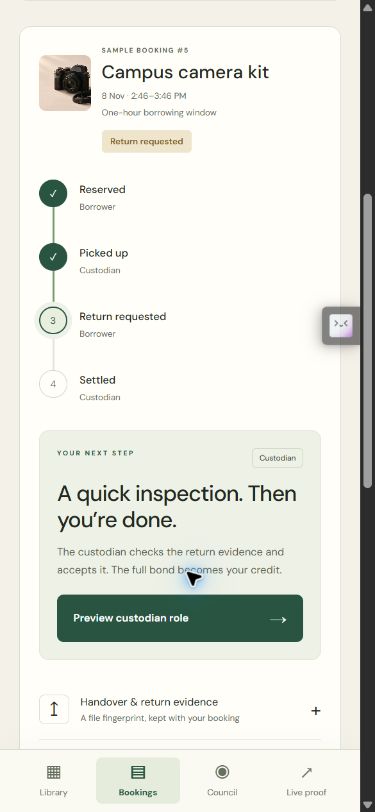 SAMPLE BOOKING #5
Campus camera kit
8 Nov · 2:46–3:46 PM
One-hour borrowing window
Return requested
✓
Reserved
Borrower
✓
Picked up
Custodian
3
Return requested
Borrower
4
Settled
Custodian
YOUR NEXT STEP
Custodian
A quick inspection. Then
you're done.
The custodian checks the return evidence and
accepts it. The full bond becomes your credit.
Preview custodian role →
Handover & return evidence +
A file fingerprint, kept with your booking
Library
Bookings
Council
Live proof